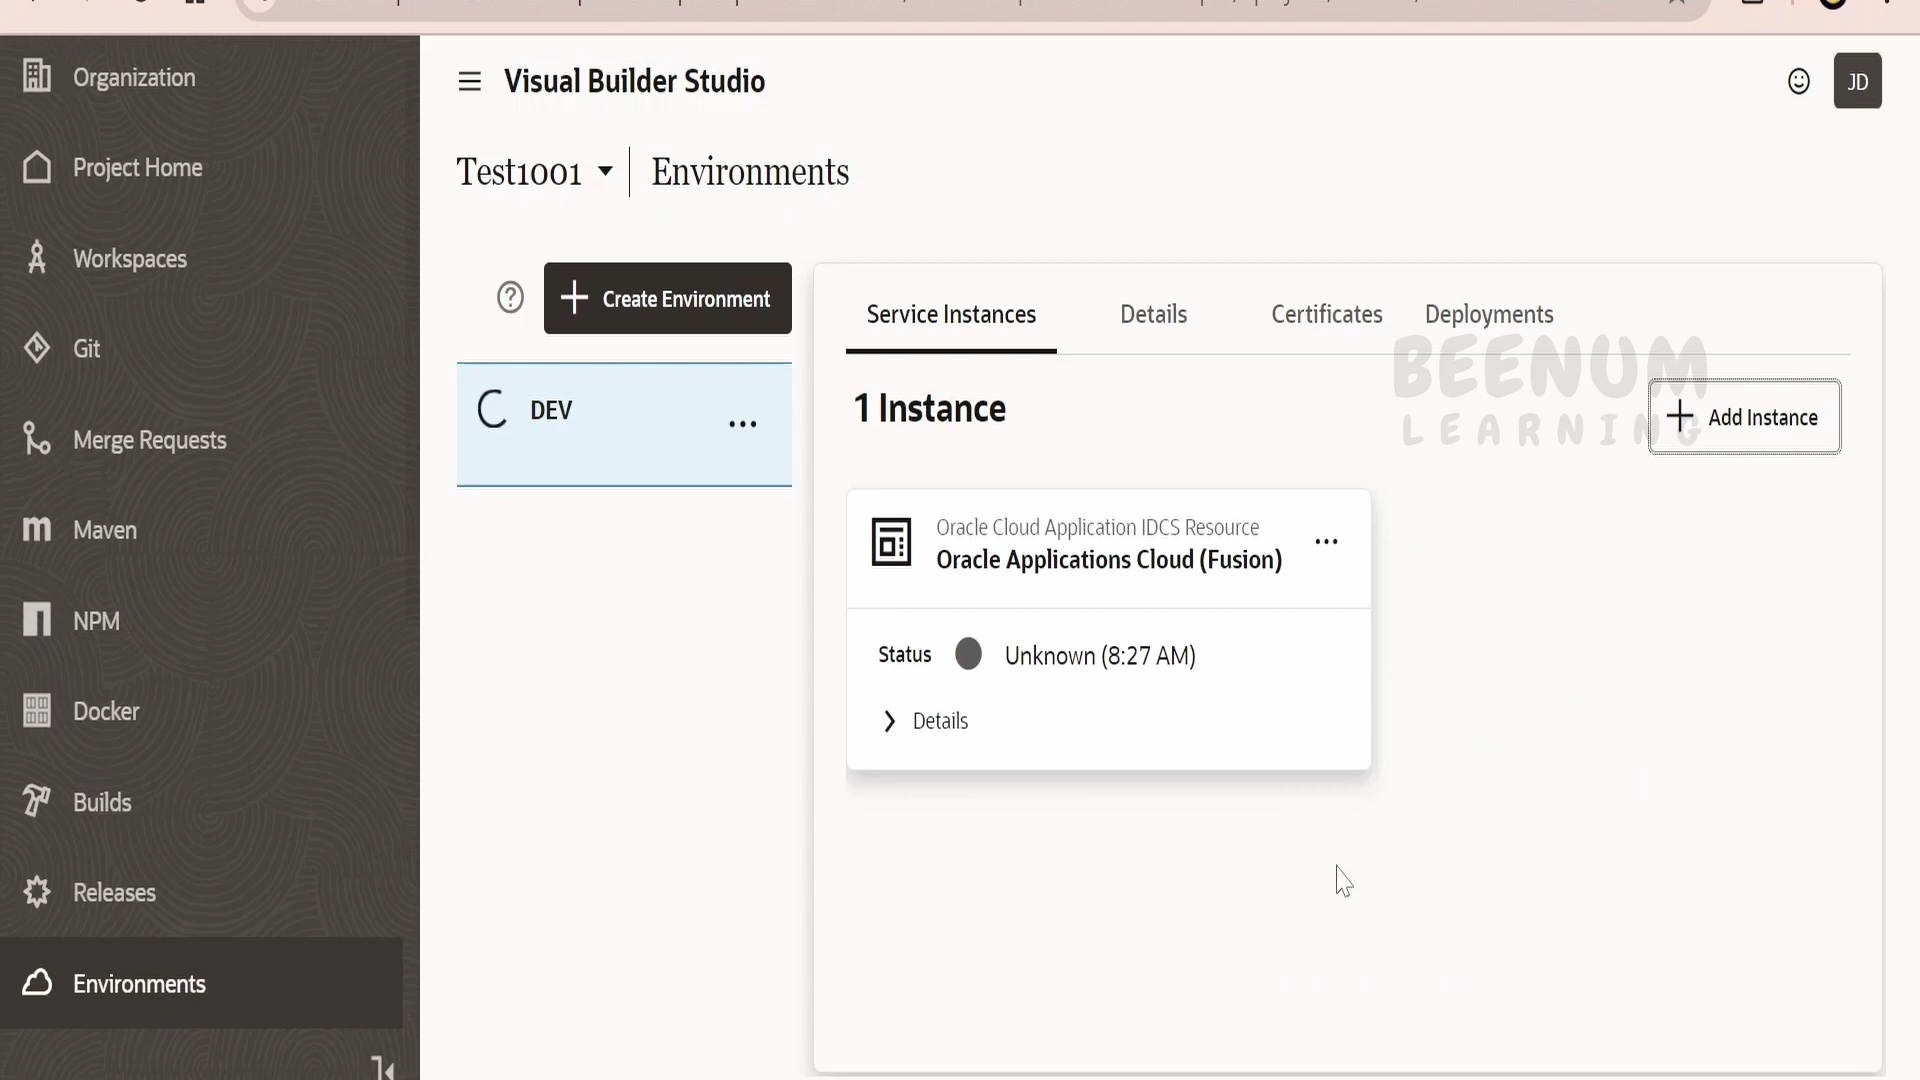 Organization
Project Home
Workspaces
Git
Merge Requests
Maven
NPM
Docker
Builds
Releases
Environments
Visual Builder Studio
JD
Test1001
Environments
Create Environment
DEV
Service Instances
Details
Certificates
Deployments
BEENUM
LEARNING
1 Instance
Add Instance
Oracle Cloud Application IDCS Resource
Oracle Applications Cloud (Fusion)
Status
Unknown (8:27 AM)
Details